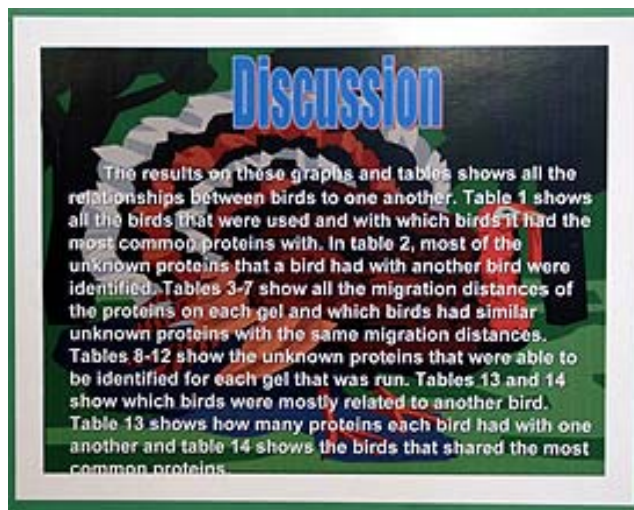 Discussion
The results on these graphs and tables shows all the
relationships between birds to one another. Table 1 shows
all the birds that were used and with which birds it had the
most common proteins with. In table 2, most of the
unknown proteins that a bird had with another bird were
identified. Tables 3-7 show all the migration distances of
the proteins on each gel and which birds had similar
unknown proteins with the same migration distances.
Tables 8-12 show the unknown proteins that were able to
be identified for each gel that was run. Tables 13 and 14
show which birds were mostly related to another bird.
Table 13 shows how many proteins each bird had with one
another and table 14 shows the birds that shared the most
common proteins.